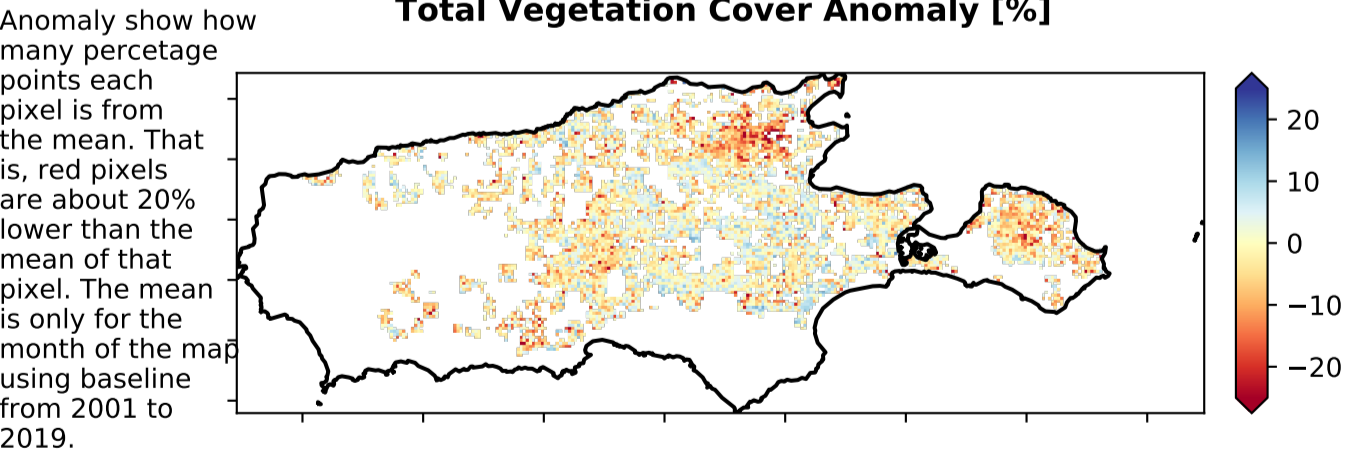 Total Vegetation Cover Anomaly [%]
Anomaly show how
many percetage
points each
pixel is from
the mean. That
is, red pixels
are about 20%
lower than the
mean of that
pixel. The mean
is only for the
month of the map
using baseline
from 2001 to
2019.
20
10
0
−10
−20